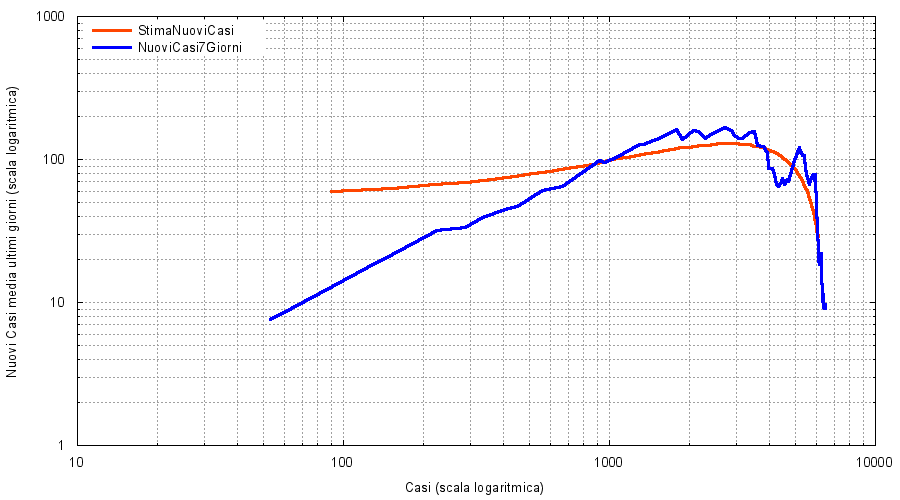 1000
StimaNuoviCasi
NuoviCasi7Giorni
100
10
1
Nuovi Casi media ultimi giorni (scala logaritmica)
10 100 1000 10000
Casi (scala logaritmica)